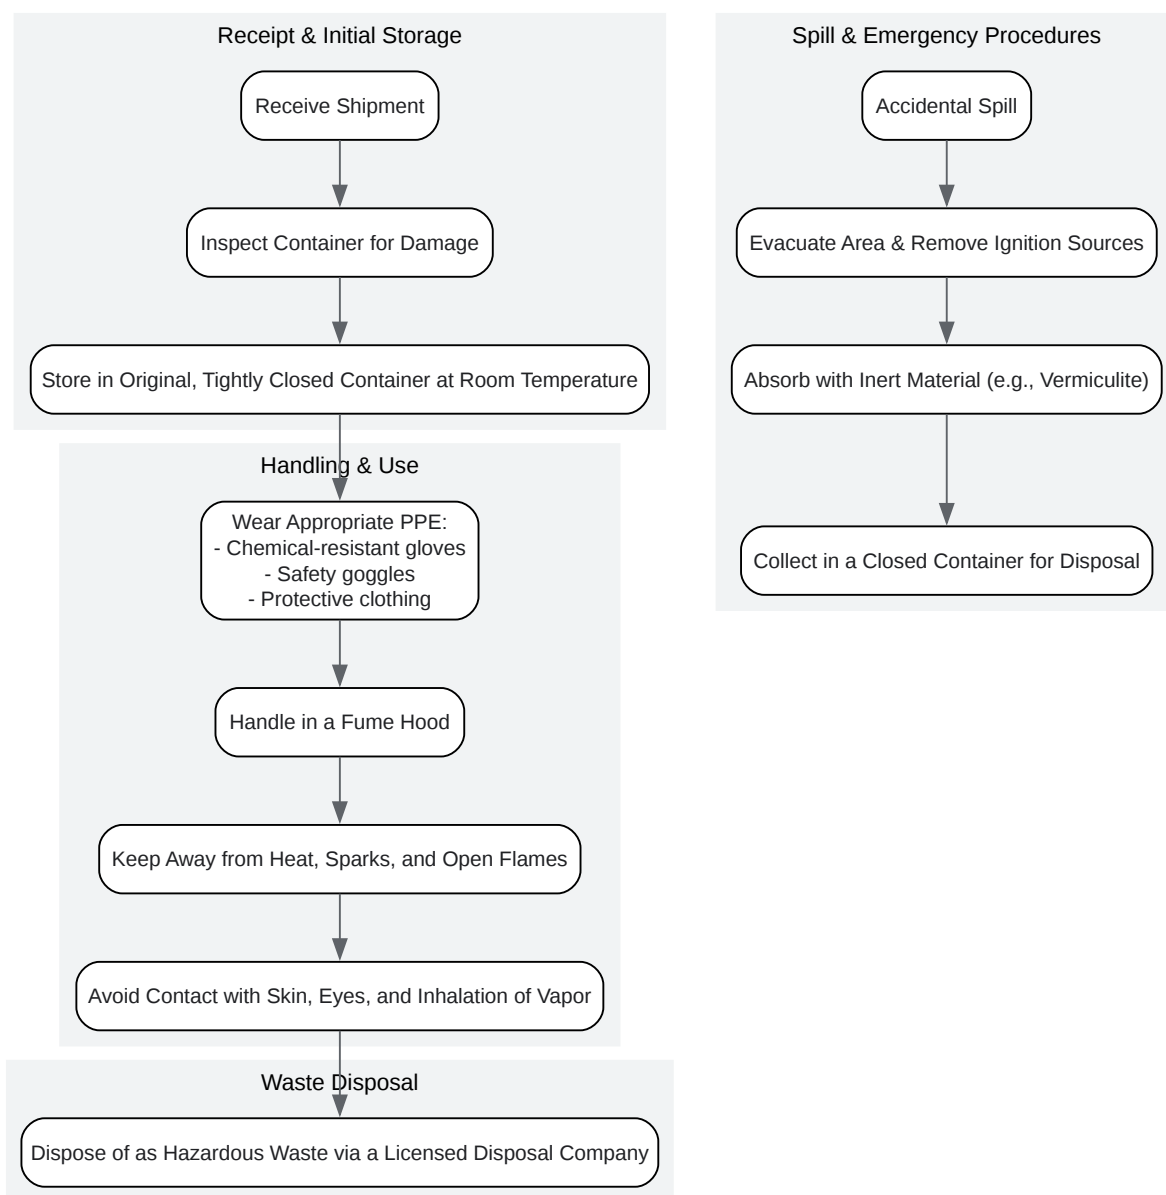 Receipt & Initial Storage
Receive Shipment
Inspect Container for Damage
Store in Original, Tightly Closed Container at Room Temperature
Handling & Use
Wear Appropriate PPE:
- Chemical-resistant gloves
- Safety goggles
- Protective clothing
Handle in a Fume Hood
Keep Away from Heat, Sparks, and Open Flames
Avoid Contact with Skin, Eyes, and Inhalation of Vapor
Waste Disposal
Dispose of as Hazardous Waste via a Licensed Disposal Company
Spill & Emergency Procedures
Accidental Spill
Evacuate Area & Remove Ignition Sources
Absorb with Inert Material (e.g., Vermiculite)
Collect in a Closed Container for Disposal